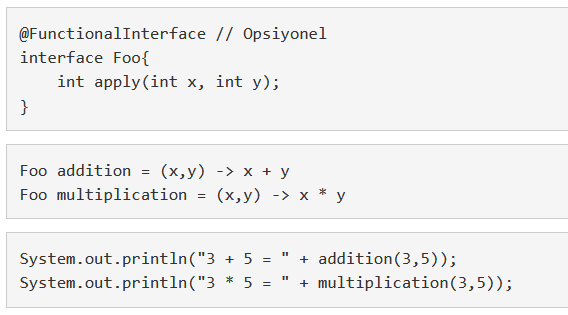 @FunctionalInterface // Opsiyonel
interface Foo{
    int apply(int x, int y);
}
Foo addition = (x,y) -> x + y
Foo multiplication = (x,y) -> x * y
System.out.println("3 + 5 = " + addition(3,5));
System.out.println("3 * 5 = " + multiplication(3,5));